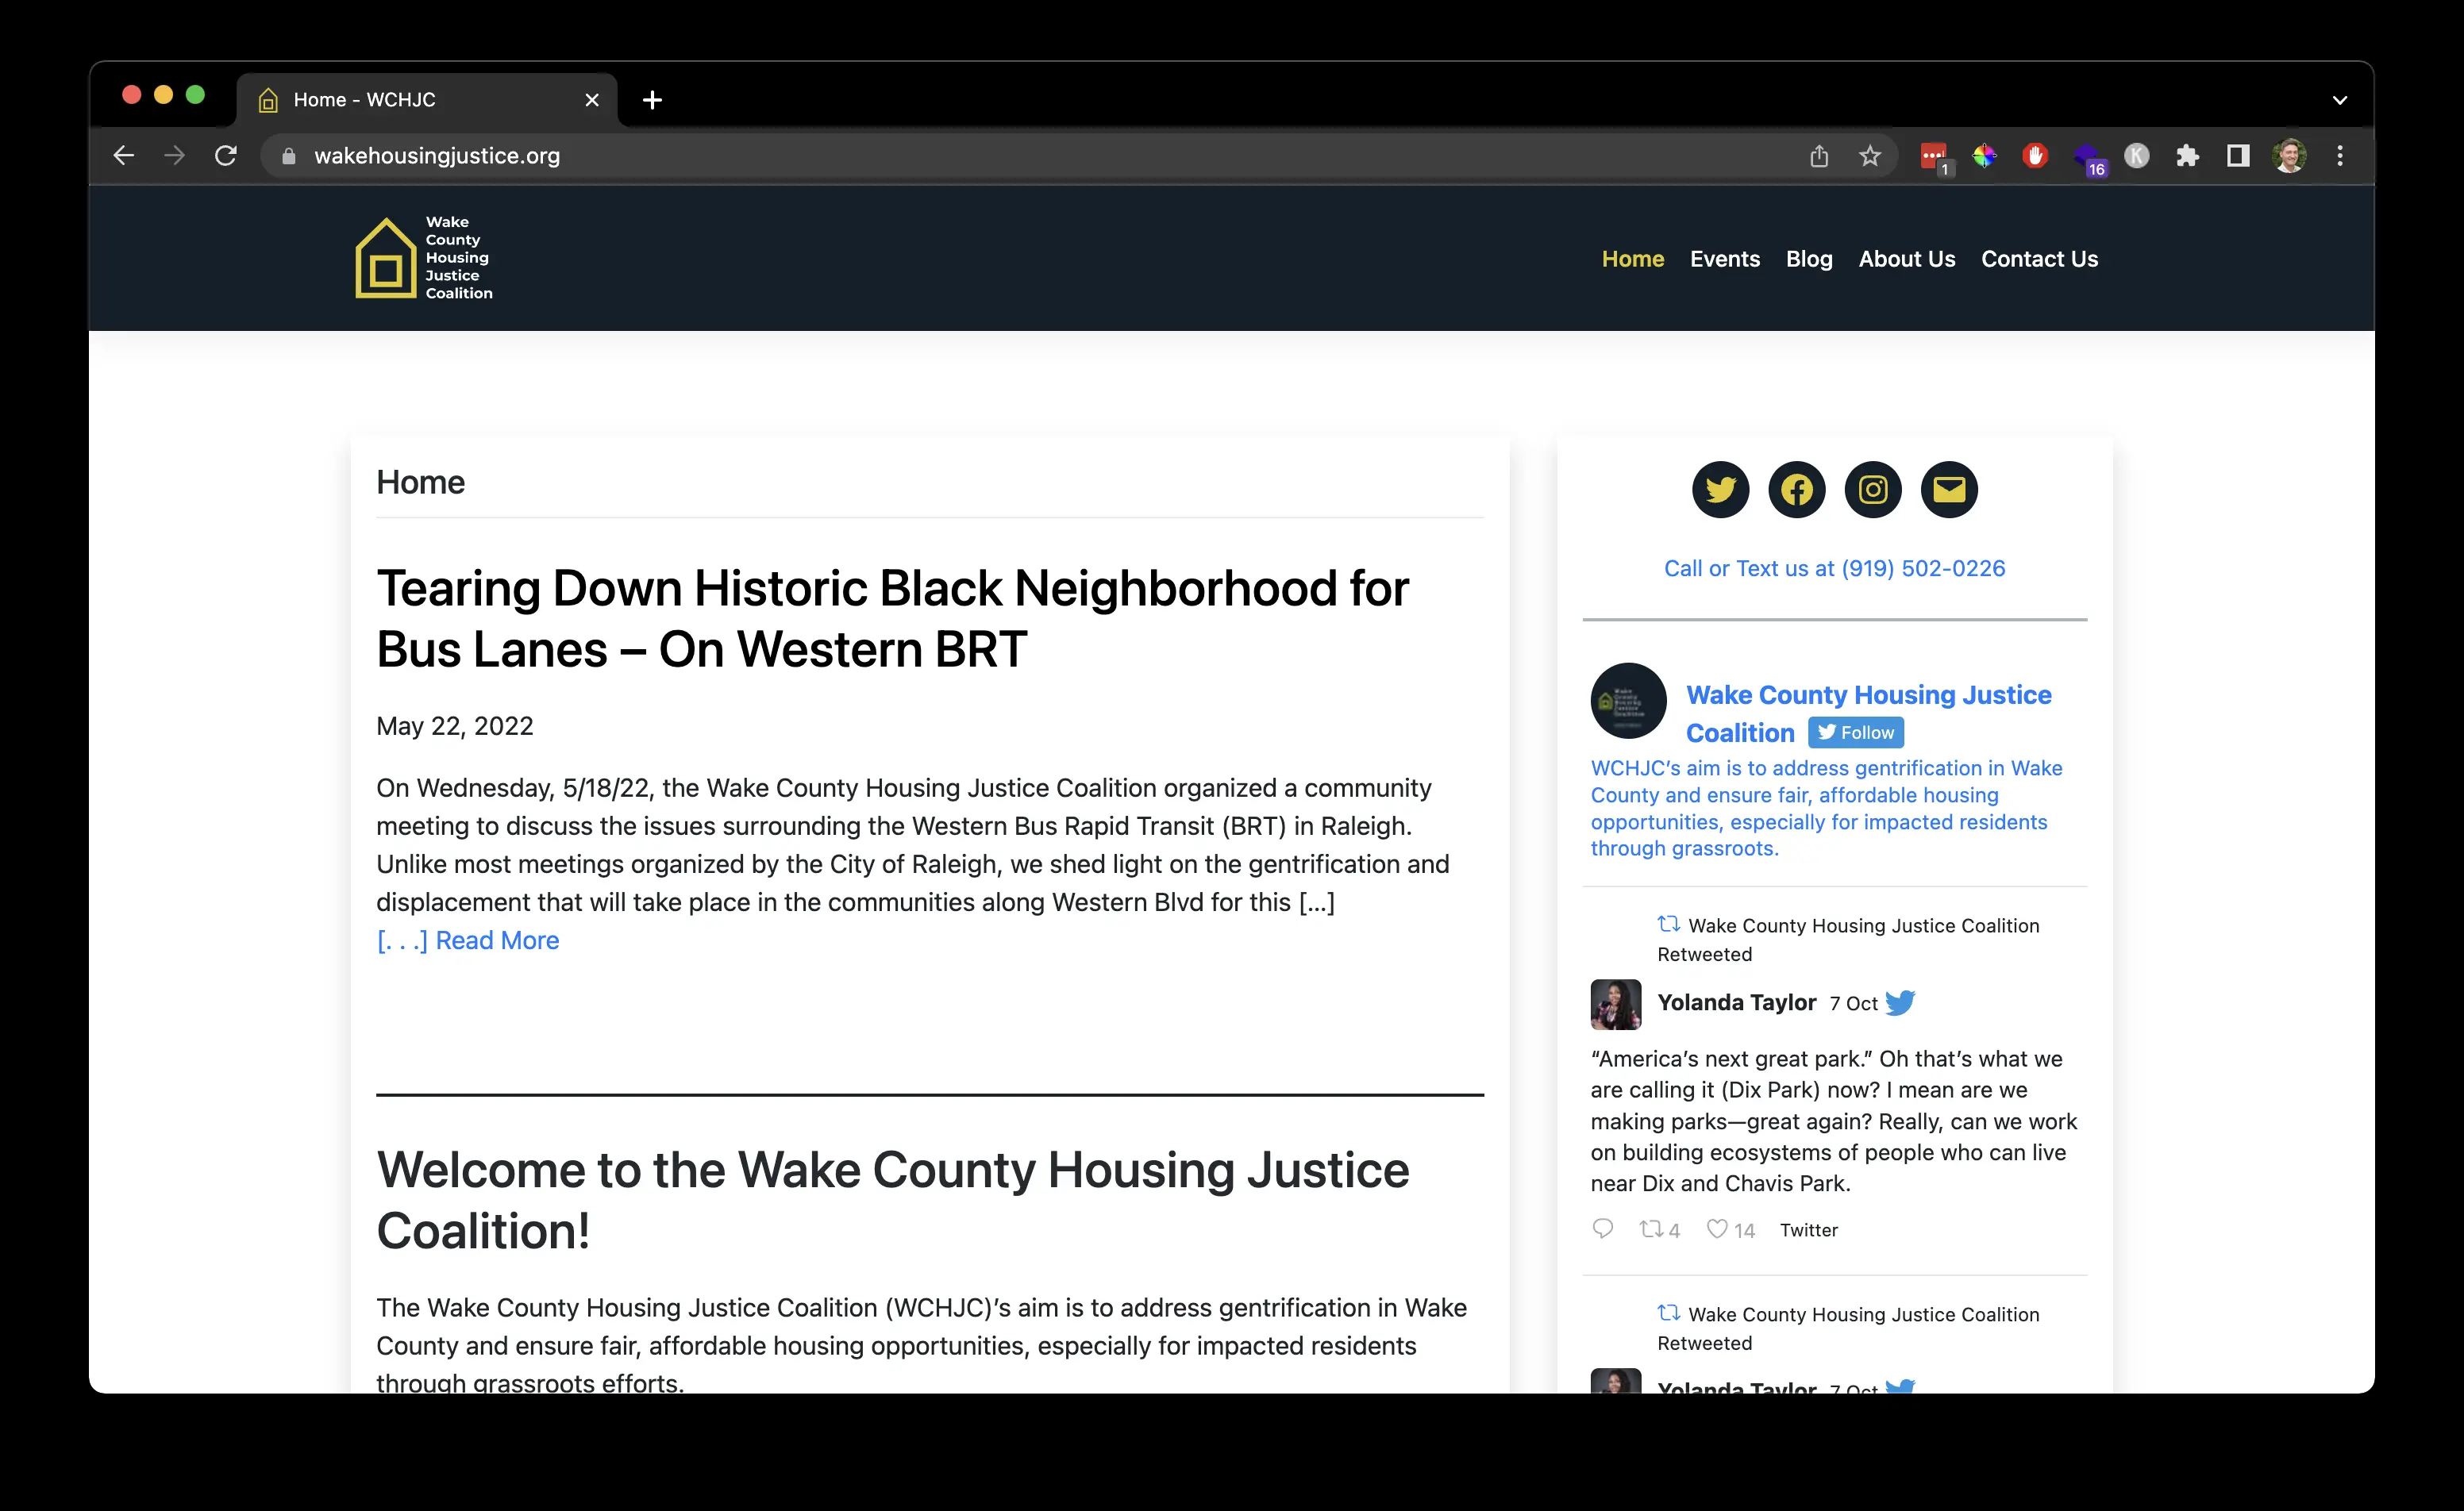 Home - WCHJC
wakehousingjustice.org
1
16
K
Wake
County
Housing
Justice
Coalition
Home Events Blog About Us Contact Us
Home
Tearing Down Historic Black Neighborhood for
Bus Lanes – On Western BRT
May 22, 2022
On Wednesday, 5/18/22, the Wake County Housing Justice Coalition organized a community
meeting to discuss the issues surrounding the Western Bus Rapid Transit (BRT) in Raleigh.
Unlike most meetings organized by the City of Raleigh, we shed light on the gentrification and
displacement that will take place in the communities along Western Blvd for this [...]
[. . .] Read More
Welcome to the Wake County Housing Justice
Coalition!
The Wake County Housing Justice Coalition (WCHJC)’s aim is to address gentrification in Wake
County and ensure fair, affordable housing opportunities, especially for impacted residents
through grassroots efforts.
Call or Text us at (919) 502-0226
Wake
County
Housing
Justice
Coalition
Wake County Housing Justice
Coalition Follow
WCHJC’s aim is to address gentrification in Wake
County and ensure fair, affordable housing
opportunities, especially for impacted residents
through grassroots.
Wake County Housing Justice Coalition
Retweeted
Yolanda Taylor 7 Oct
“America’s next great park.” Oh that’s what we
are calling it (Dix Park) now? I mean are we
making parks—great again? Really, can we work
on building ecosystems of people who can live
near Dix and Chavis Park.
4 14 Twitter
Wake County Housing Justice Coalition
Retweeted
Yolanda Taylor 7 Oct